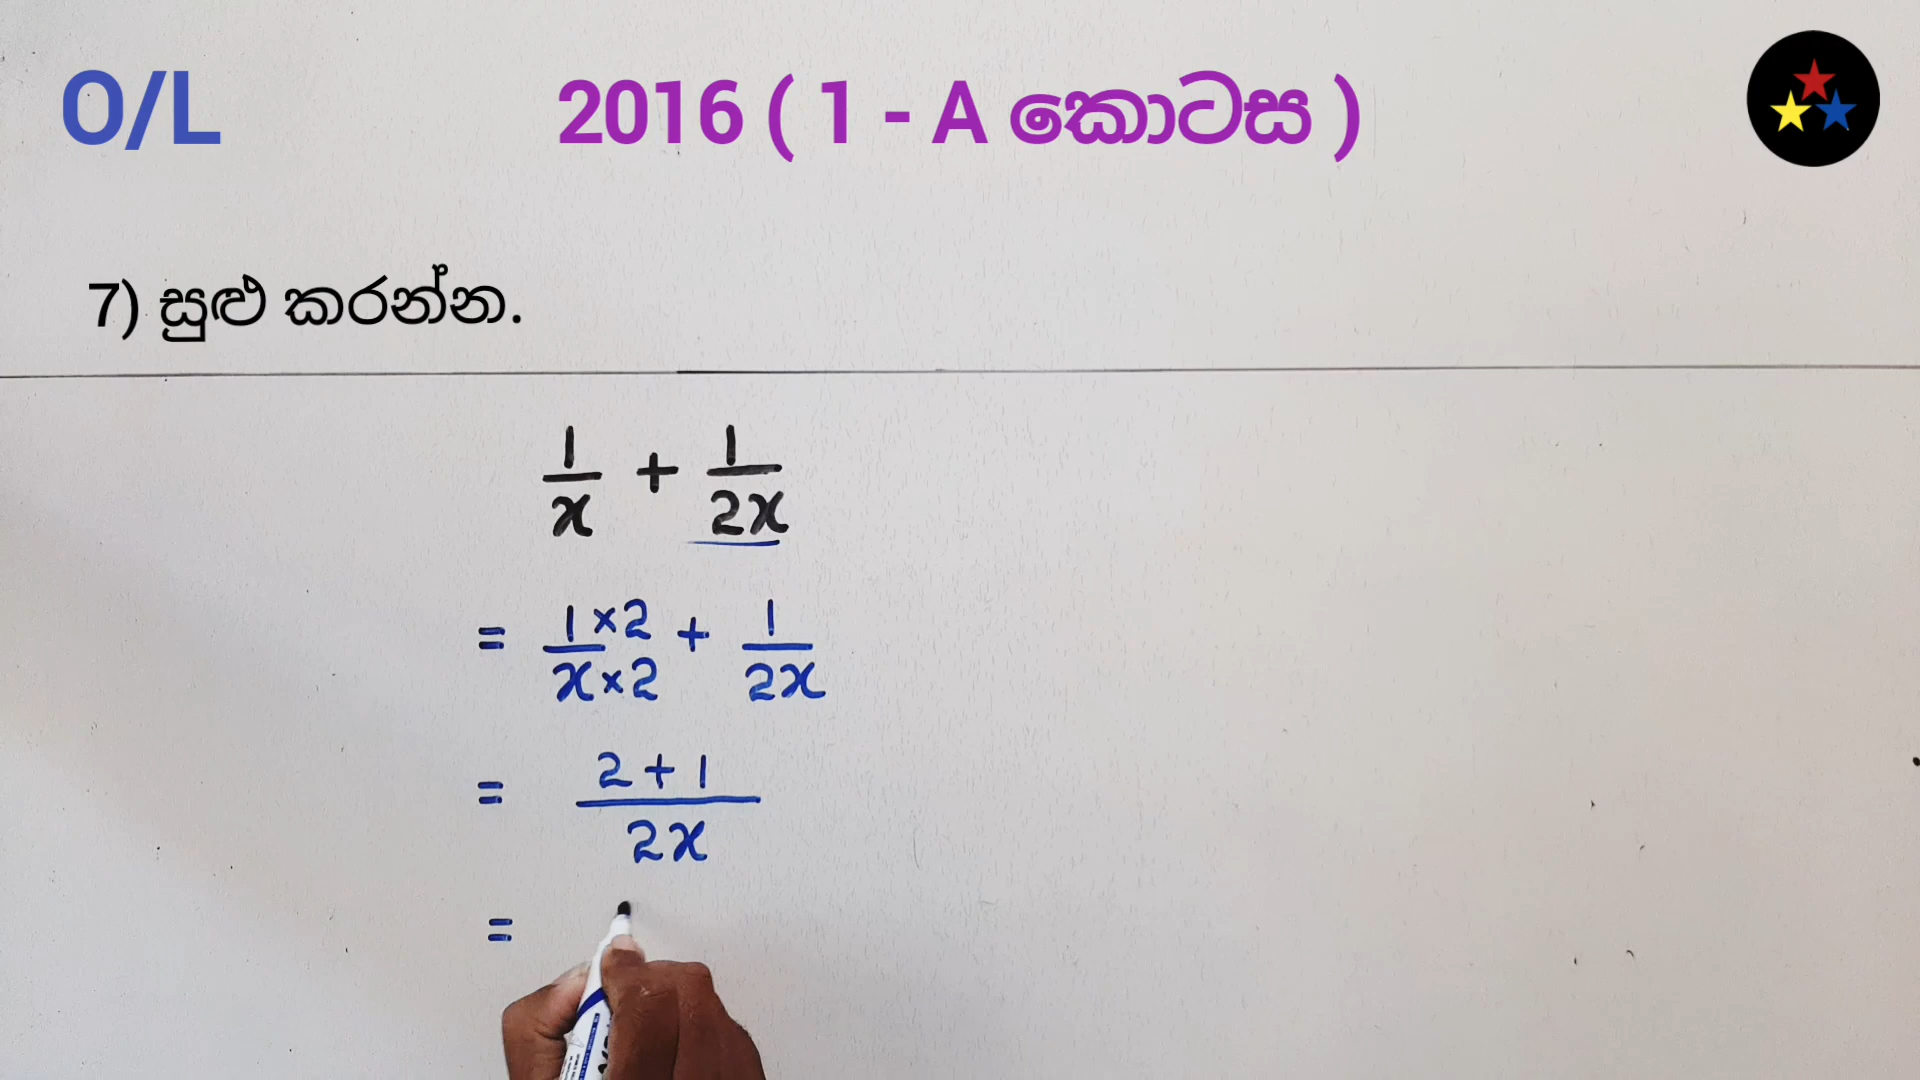 O/L 2016 ( 1 - A කොටස )
7) සුළු කරන්න.
1/x + 1/2x
= 1×2/x×2 + 1/2x
= 2+1/2x
=